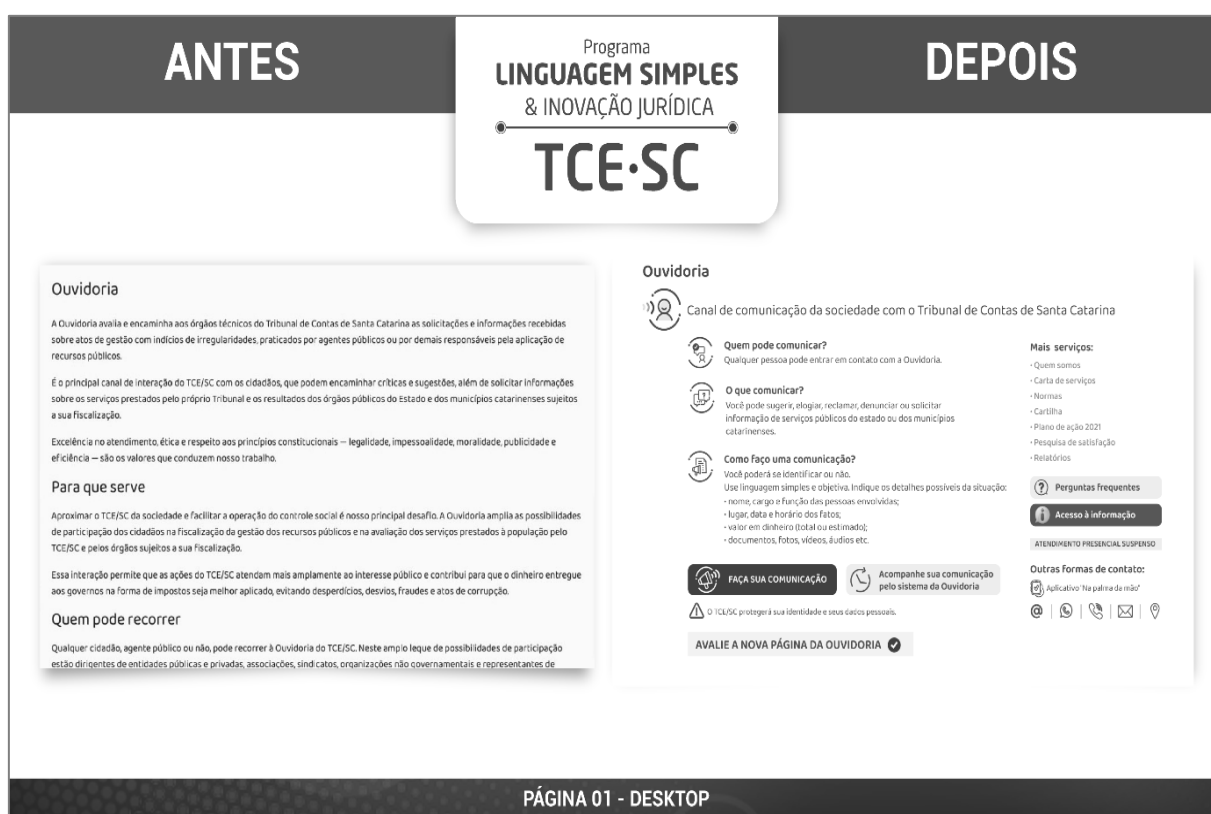 ANTES
Programa
LINGUAGEM SIMPLES
& INOVAÇÃO JURÍDICA
TCE·SC
DEPOIS
Ouvidoria
A Ouvidoria avalia e encaminha aos órgãos técnicos do Tribunal de Contas de Santa Catarina as solicitações e informações recebidas
sobre atos de gestão com indícios de irregularidades, praticados por agentes públicos ou por demais responsáveis pela aplicação de
recursos públicos.
É o principal canal de interação do TCE/SC com os cidadãos, que podem encaminhar críticas e sugestões, além de solicitar informações
sobre os serviços prestados pelo próprio Tribunal e os resultados dos órgãos públicos do Estado e dos municípios catarinenses sujeitos
a sua fiscalização.
Excelência no atendimento, ética e respeito aos princípios constitucionais — legalidade, impessoalidade, moralidade, publicidade e
eficiência — são os valores que conduzem nosso trabalho.
Para que serve
Aproximar o TCE/SC da sociedade e facilitar a operação do controle social é nosso principal desafio. A Ouvidoria amplia as possibilidades
de participação dos cidadãos na fiscalização da gestão dos recursos públicos e na avaliação dos serviços prestados à população pelo
TCE/SC e pelos órgãos sujeitos a sua fiscalização.
Essa interação permite que as ações do TCE/SC atendam mais amplamente ao interesse público e contribui para que o dinheiro entregue
aos governos na forma de impostos seja melhor aplicado, evitando desperdícios, desvios, fraudes e atos de corrupção.
Quem pode recorrer
Qualquer cidadão, agente público ou não, pode recorrer à Ouvidoria do TCE/SC. Neste amplo leque de possibilidades de participação
estão dirigentes de entidades públicas e privadas, associações, sindicatos, organizações não governamentais e representantes de
Ouvidoria
Canal de comunicação da sociedade com o Tribunal de Contas de Santa Catarina
Quem pode comunicar?
Qualquer pessoa pode entrar em contato com a Ouvidoria.
O que comunicar?
Você pode sugerir, elogiar, reclamar, denunciar ou solicitar
informação de serviços públicos do estado ou dos municípios
catarinenses.
Como faço uma comunicação?
Você poderá se identificar ou não.
Use linguagem simples e objetiva. Indique os detalhes possíveis da situação:
· nome, cargo e função das pessoas envolvidas;
· lugar, data e horário dos fatos;
· valor em dinheiro (total ou estimado);
· documentos, fotos, vídeos, áudios etc.
FAÇA SUA COMUNICAÇÃO
Acompanhe sua comunicação
pelo sistema da Ouvidoria
O TCE/SC protegerá sua identidade e seus dados pessoais.
AVALIE A NOVA PÁGINA DA OUVIDORIA
Mais serviços:
· Quem somos
· Carta de serviços
· Normas
· Cartilha
· Plano de ação 2021
· Pesquisa de satisfação
· Relatórios
Perguntas frequentes
Acesso à informação
ATENDIMENTO PRESENCIAL SUSPENSO
Outras formas de contato:
Aplicativo "Na palma da mão"
PÁGINA 01 - DESKTOP